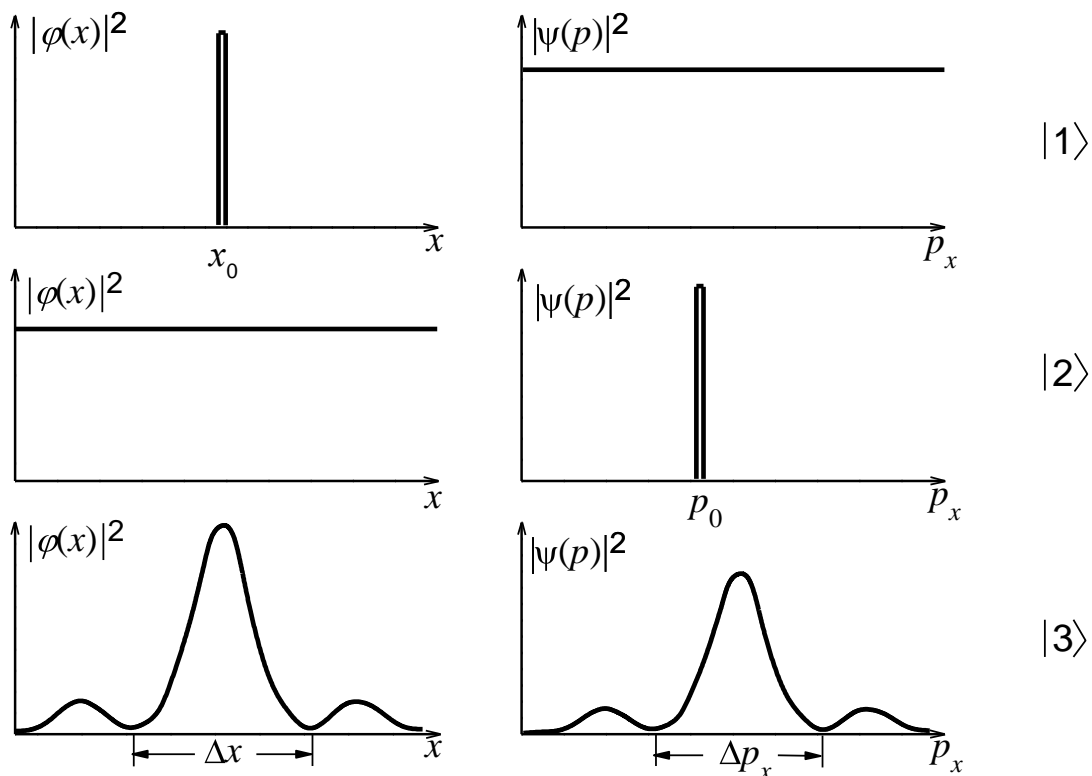 |φ(x)|² |ψ(p)|²
|1⟩
x pₓ
x₀
|φ(x)|² |ψ(p)|²
|2⟩
x p₀ pₓ
|φ(x)|² |ψ(p)|²
|3⟩
Δx x Δpₓ pₓ